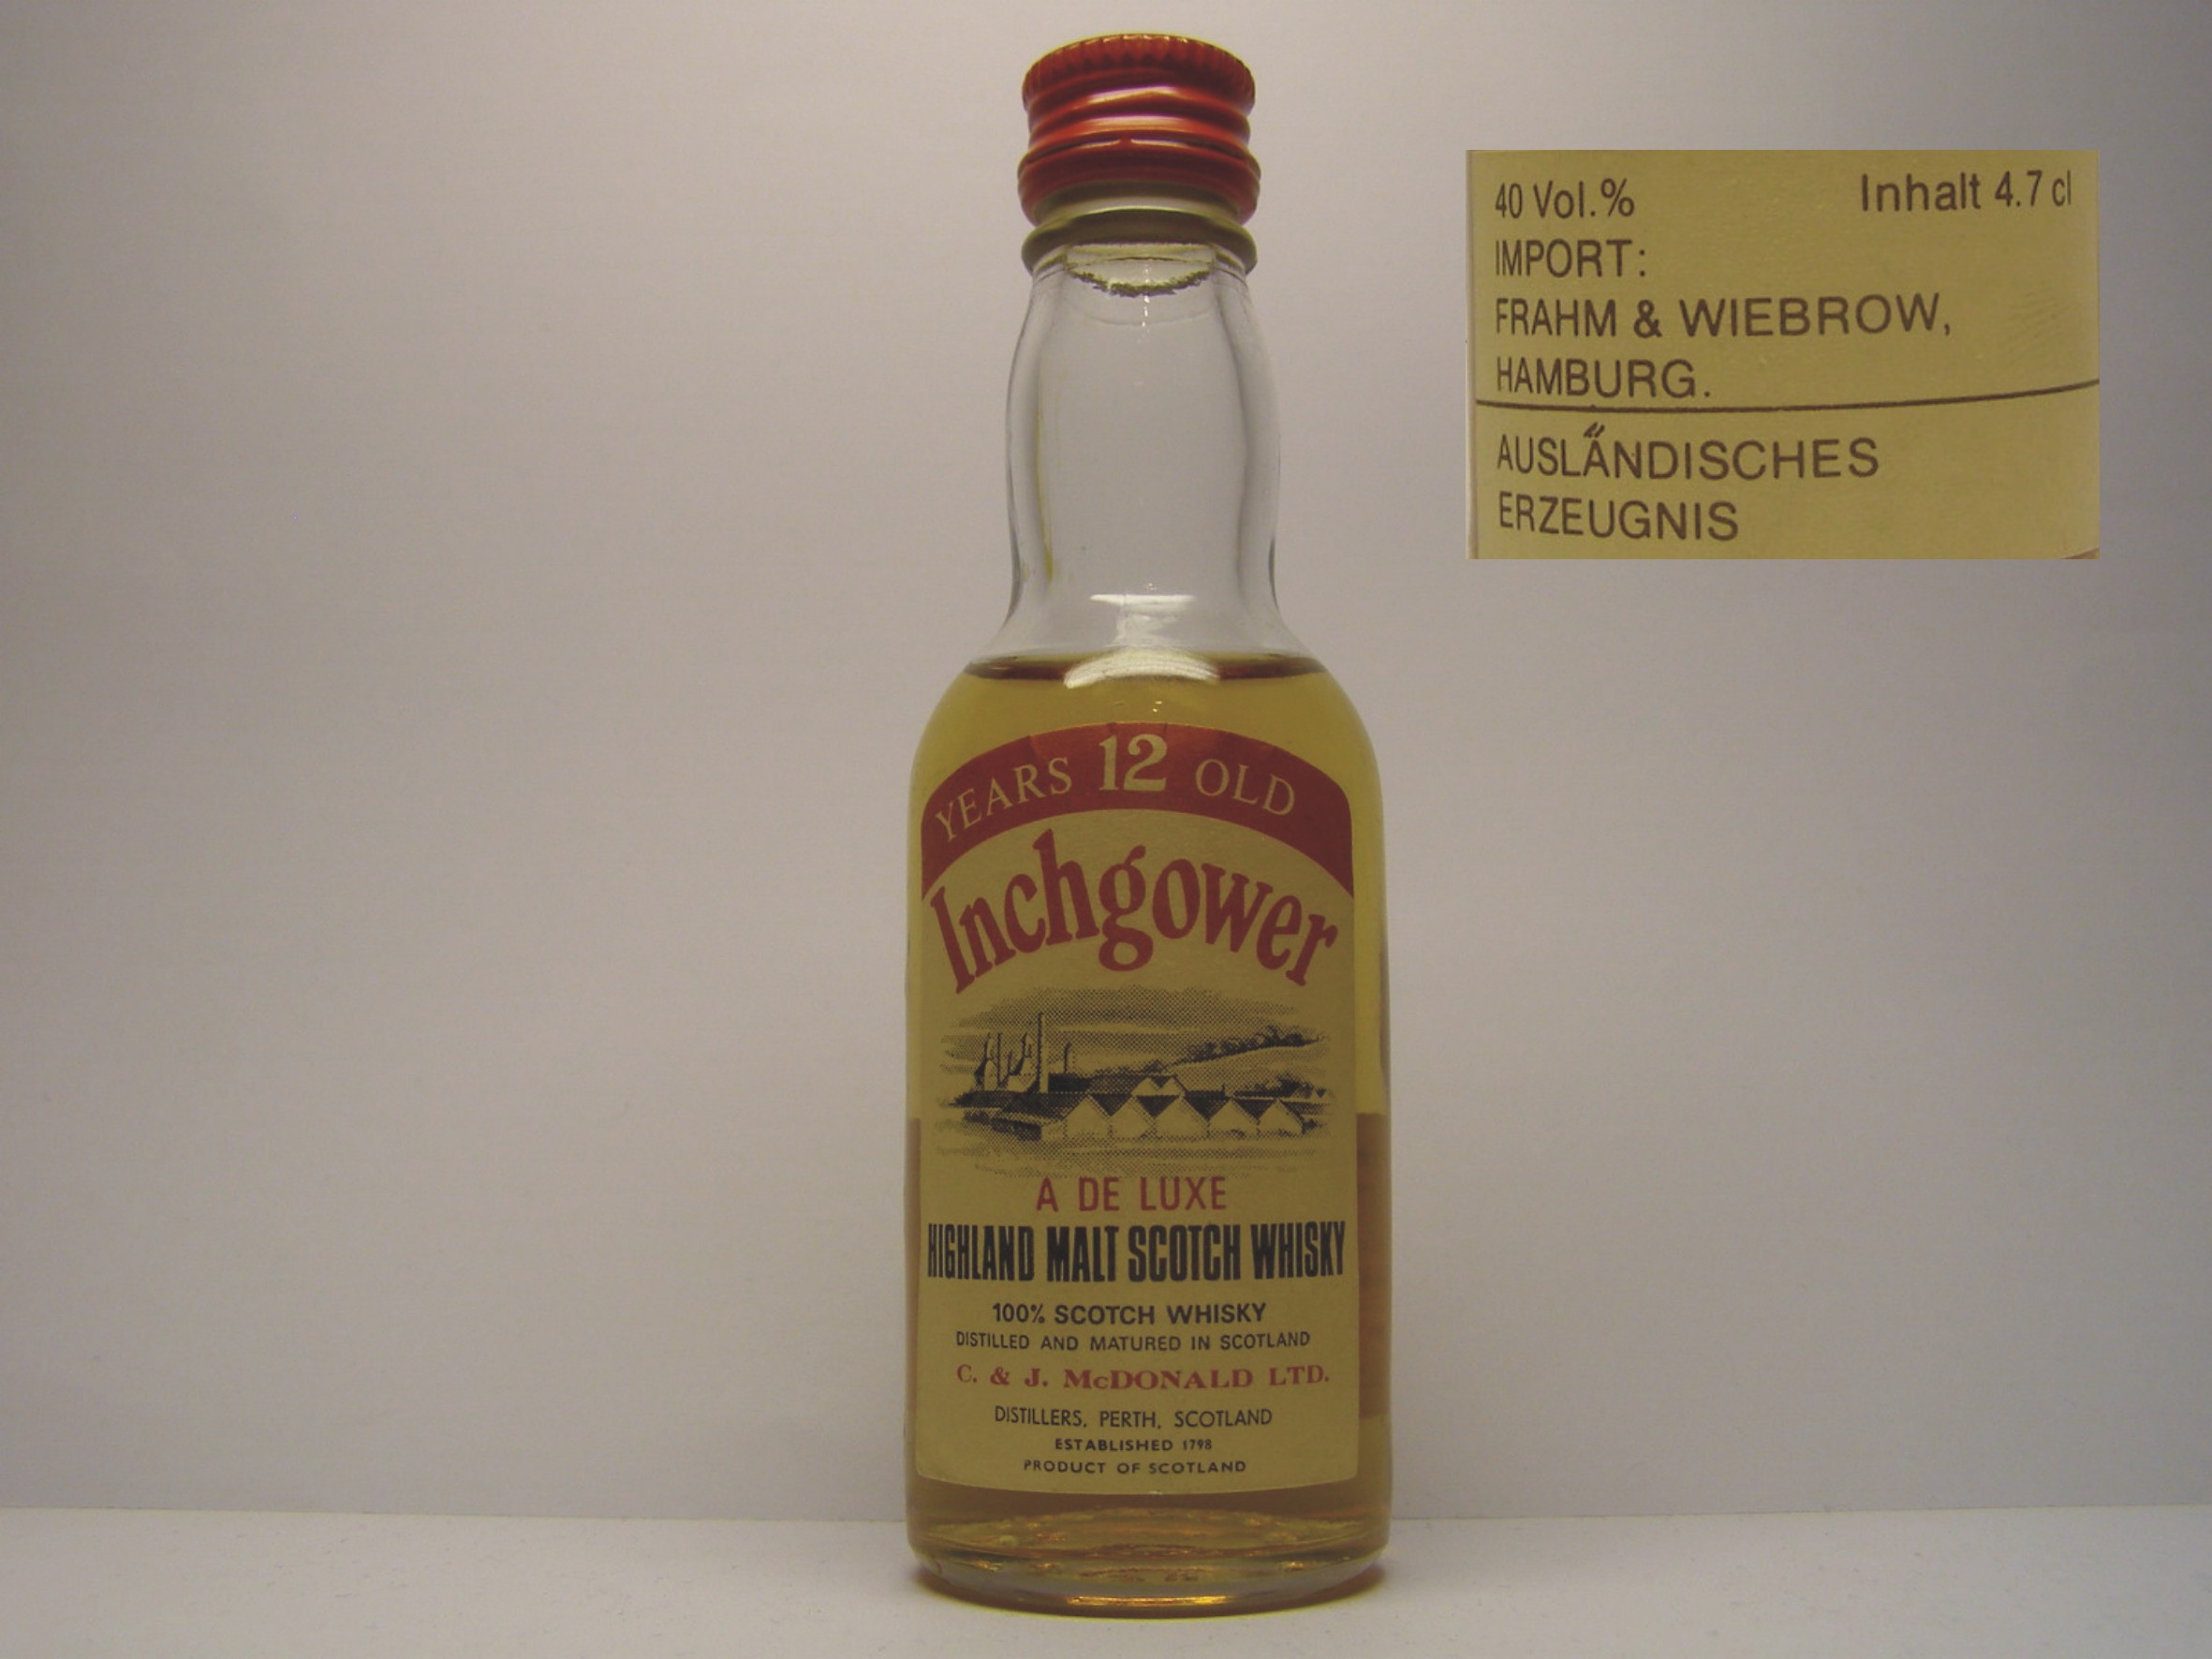 YEARS 12 OLD
Inchgower
A DE LUXE
HIGHLAND MALT SCOTCH WHISKY
100% SCOTCH WHISKY
DISTILLED AND MATURED IN SCOTLAND
C. & J. McDONALD LTD.
DISTILLERS, PERTH, SCOTLAND
ESTABLISHED 1798
PRODUCT OF SCOTLAND
40 Vol.% Inhalt 4.7 cl
IMPORT:
FRAHM & WIEBROW,
HAMBURG.
AUSLÄNDISCHES
ERZEUGNIS